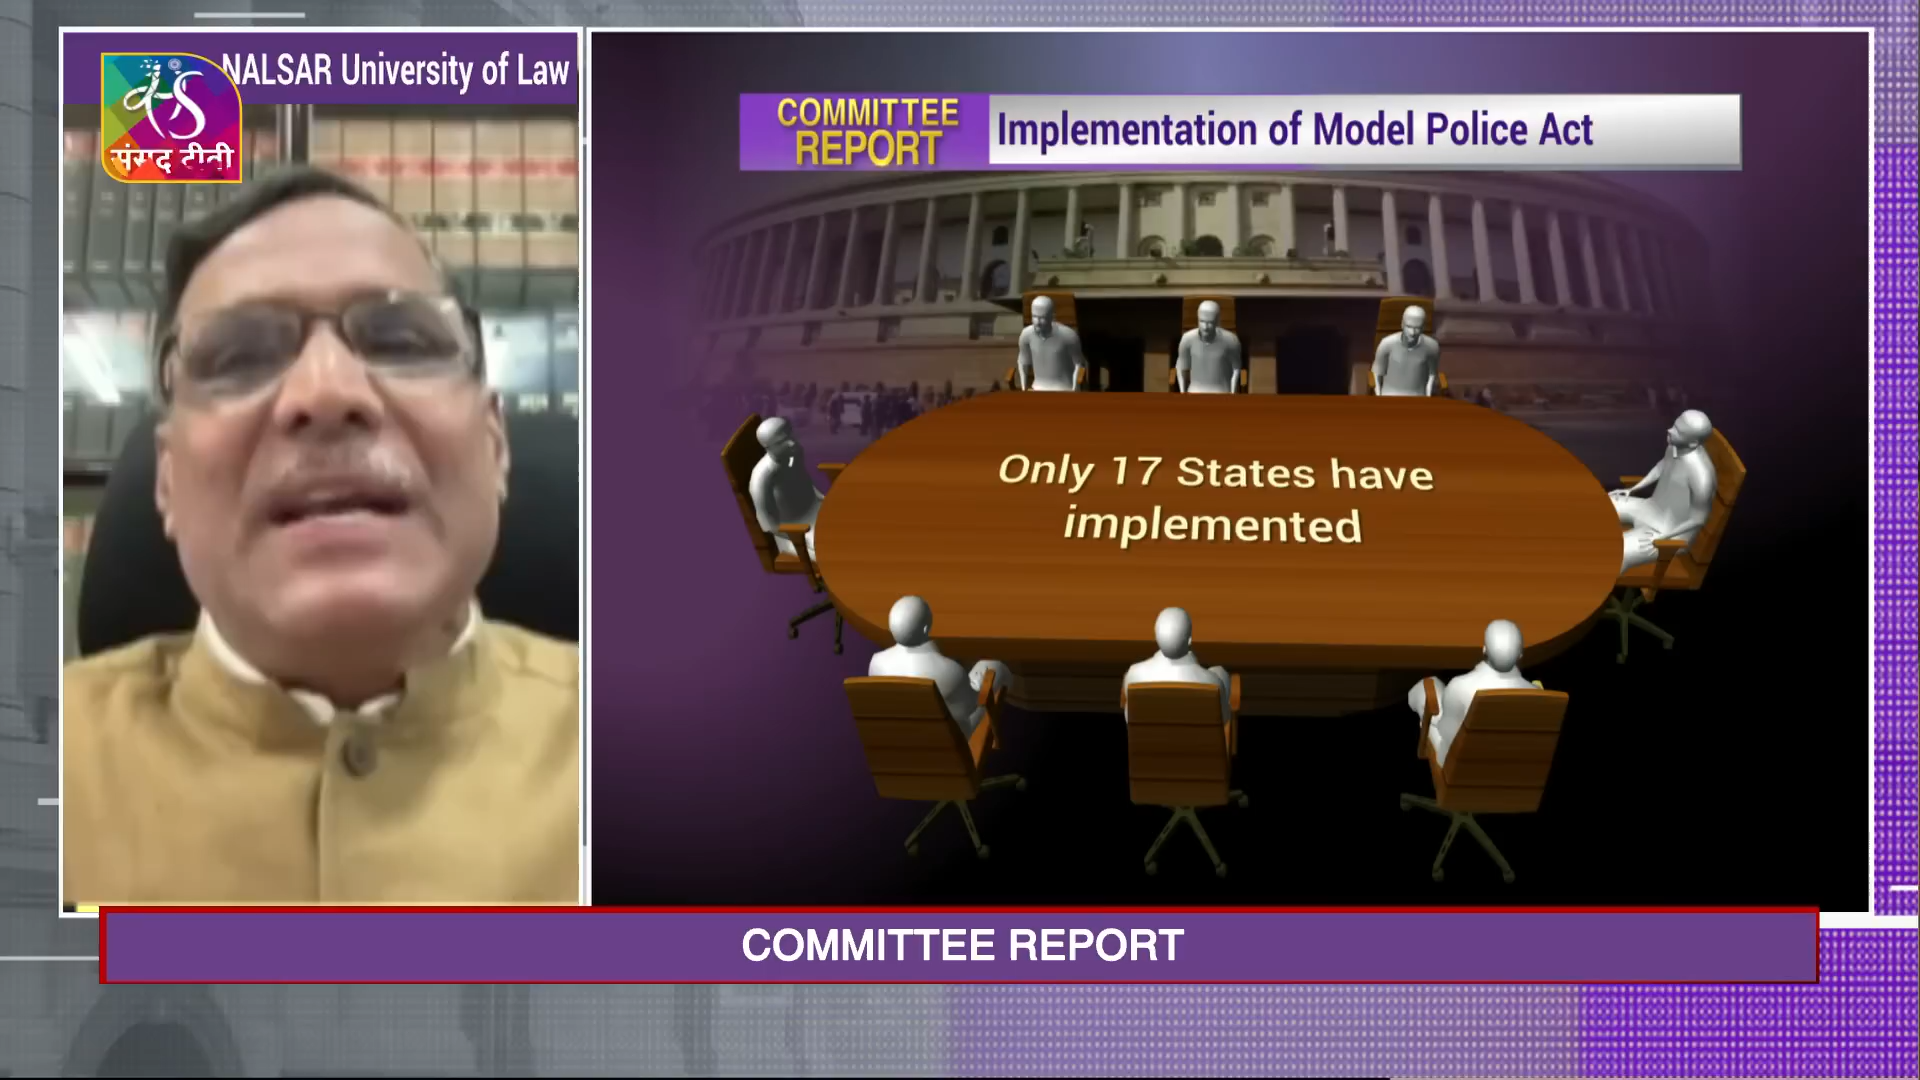 NALSAR University of Law
संसद टीवी
COMMITTEE
REPORT
Implementation of Model Police Act
Only 17 States have
implemented
COMMITTEE REPORT